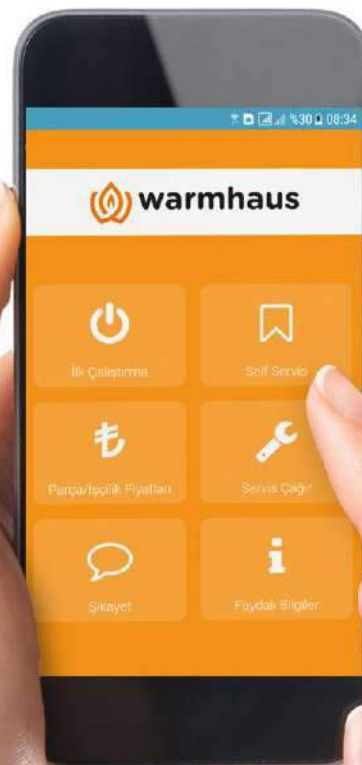 %30 08:34
warmhaus
İlk Çalıştırma
Self Servis
Parça/İşçilik Fiyatları
Servis Çağır
Şikayet
Faydalı Bilgiler